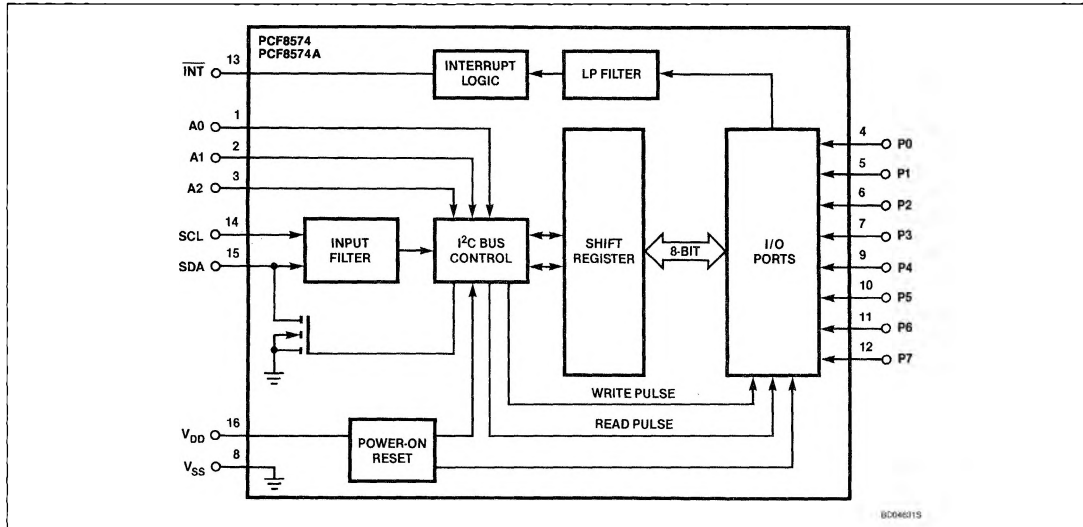 PCF8574
PCF8574A
13
INT
INTERRUPT
LOGIC
LP FILTER
1
A0
2
A1
3
A2
14
SCL
15
SDA
INPUT
FILTER
I²C BUS
CONTROL
SHIFT
REGISTER
8-BIT
I/O
PORTS
4
P0
5
P1
6
P2
7
P3
9
P4
10
P5
11
P6
12
P7
WRITE PULSE
READ PULSE
16
VDD
8
VSS
POWER-ON
RESET
BD04601S